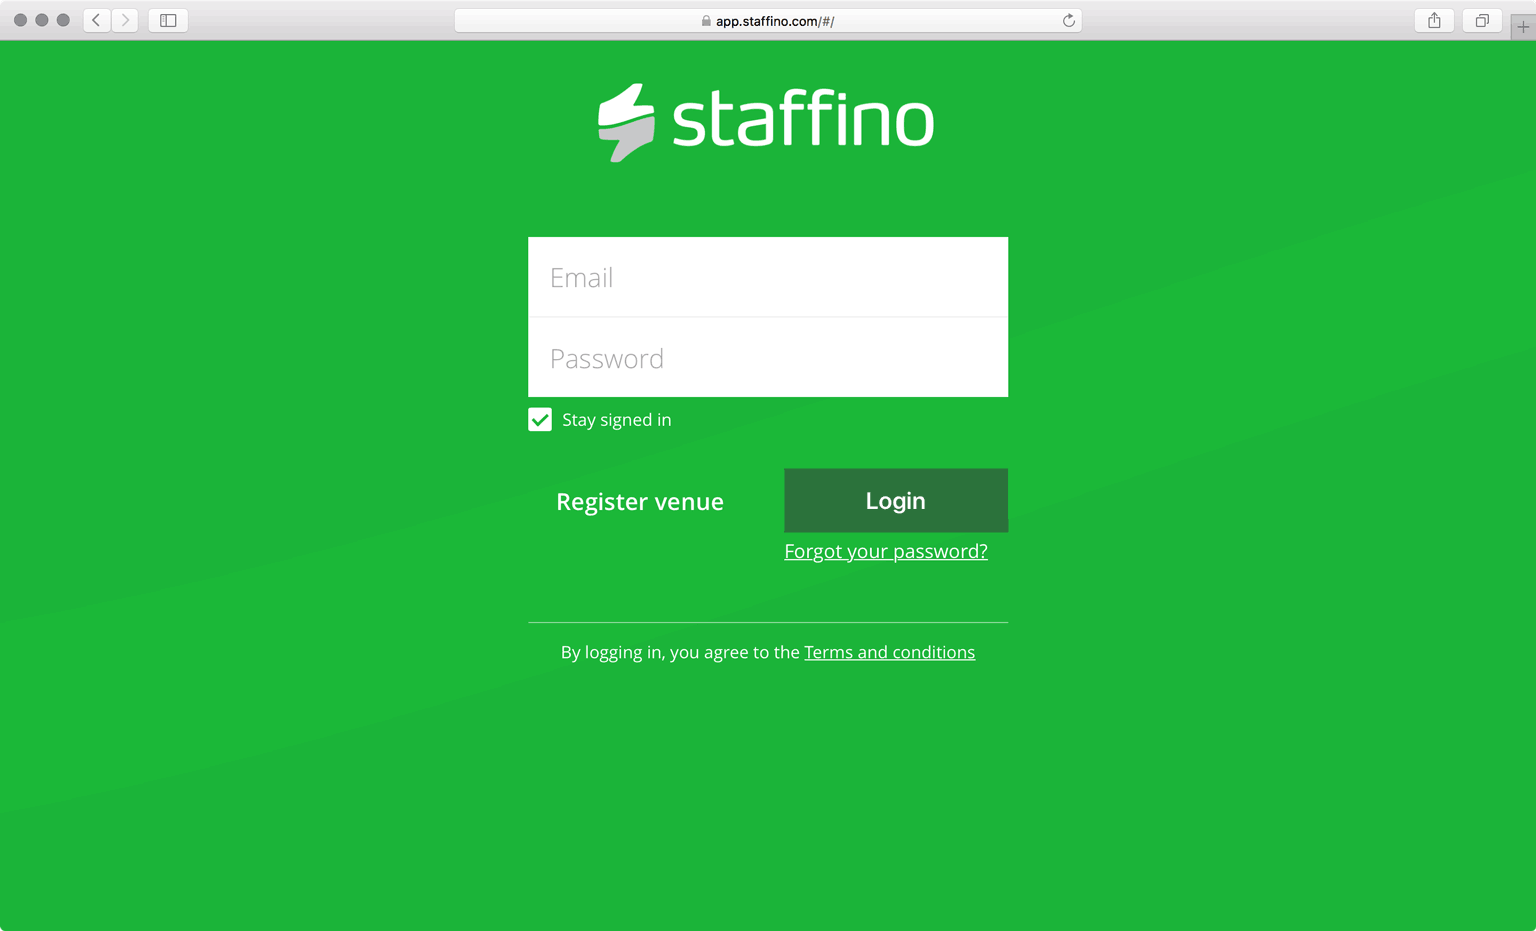 app.staffino.com/#/
staffino
Email
Password
Stay signed in
Register venue
Login
Forgot your password?
By logging in, you agree to the Terms and conditions